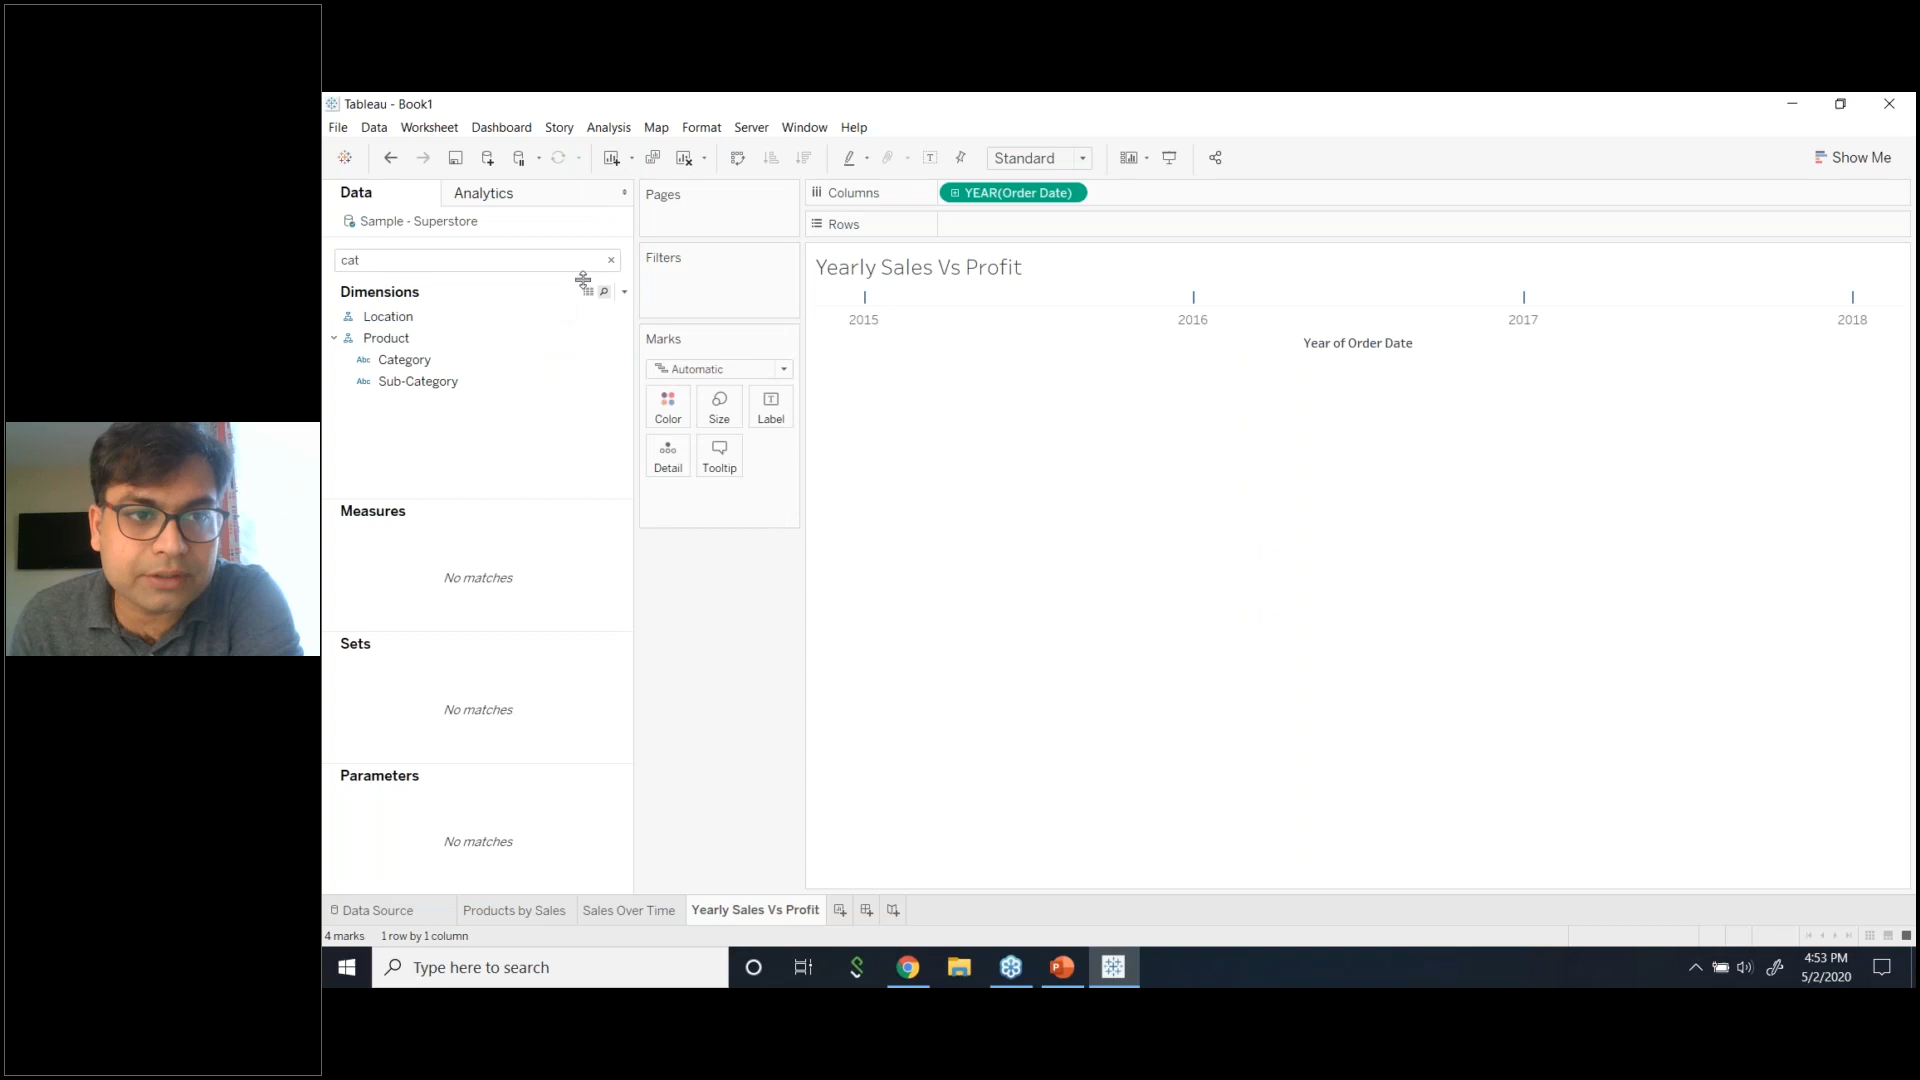 Tableau - Book1
File Data Worksheet Dashboard Story Analysis Map Format Server Window Help
Standard
Show Me
Data
Analytics
Sample - Superstore
cat
Dimensions
Location
Product
Abc Category
Abc Sub-Category
Measures
No matches
Sets
No matches
Parameters
No matches
Pages
Filters
Marks
Automatic
Color Size Label
Detail Tooltip
Columns YEAR(Order Date)
Rows
Yearly Sales Vs Profit
2015 2016 2017 2018
Year of Order Date
Data Source Products by Sales Sales Over Time Yearly Sales Vs Profit
4 marks 1 row by 1 column
Type here to search
4:53 PM
5/2/2020